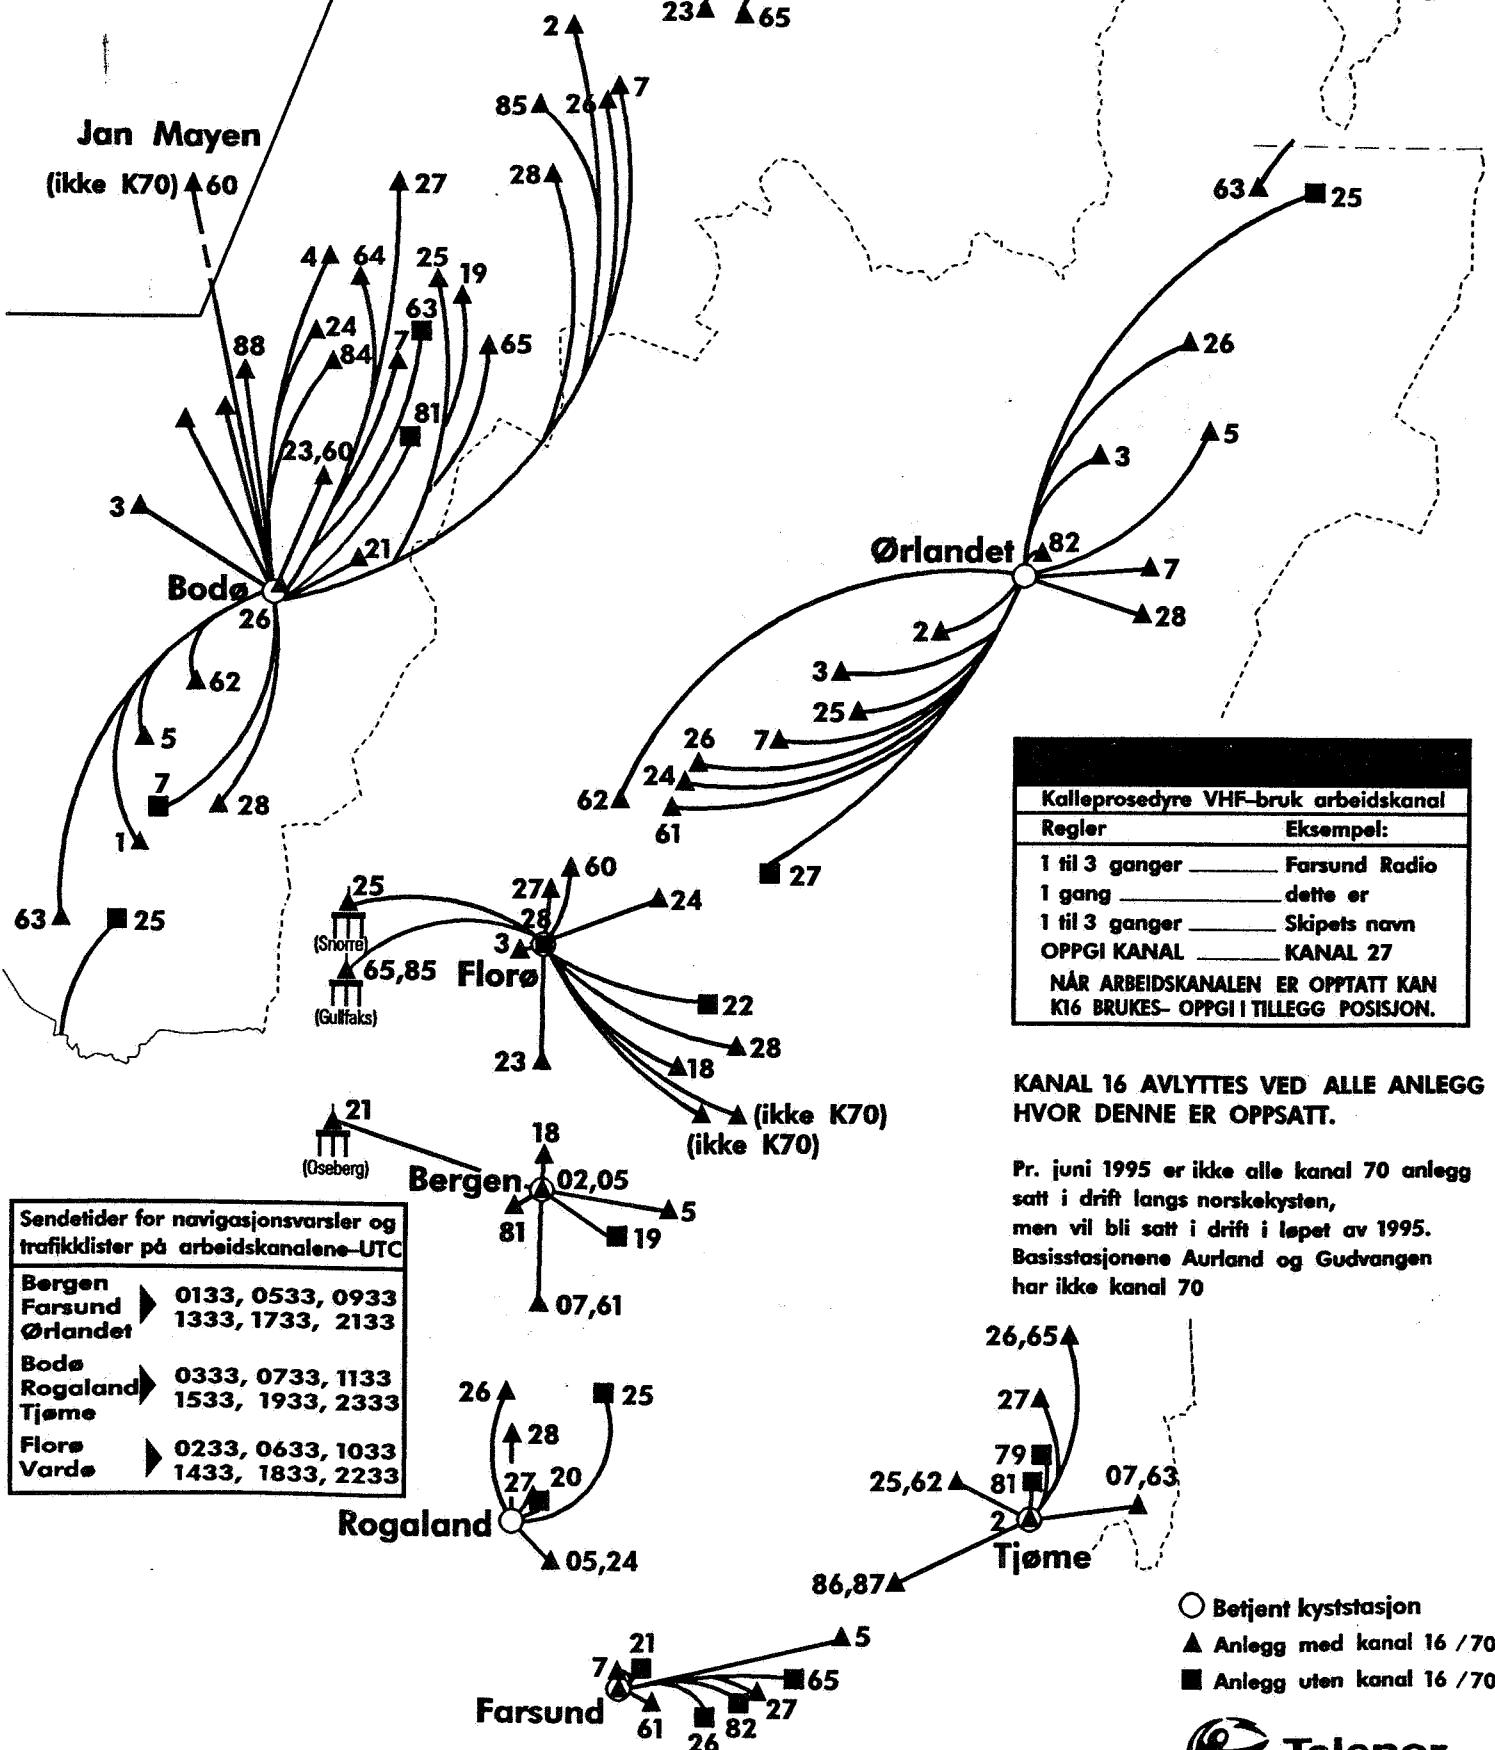 23 65
2
85 26 7
Jan Mayen
(ikke K70) 60
27
28
63 25
4 64 25 19
24 63
88 84 7 65
26
81
23,60
5
3
3
21
Ørlandet 82
7
Bodø
26
28
2
62
3
25
5
7
26
24
7
28
62
61
1
27
63 25
Kalleprosedyre VHF-bruk arbeidskanal
Regler Eksempel:
1 til 3 ganger Farsund Radio
1 gang dette er
1 til 3 ganger Skipets navn
OPPGI KANAL KANAL 27
NÅR ARBEIDSKANALEN ER OPPTATT KAN
K16 BRUKES- OPPGI I TILLEGG POSISJON.
25
(Snorre)
65,85
(Gullfaks)
60
27
24
28
3
Florø
22
28
18
23
(ikke K70)
(ikke K70)
KANAL 16 AVLYTTES VED ALLE ANLEGG
HVOR DENNE ER OPPSATT.
Pr. juni 1995 er ikke alle kanal 70 anlegg
satt i drift langs norskekysten,
men vil bli satt i drift i løpet av 1995.
Basisstasjonene Aurland og Gudvangen
har ikke kanal 70
21
(Oseberg)
18
Bergen 02,05
5
81
19
07,61
Sendetider for navigasjonsvarsler og
trafikklister på arbeidskanalene-UTC
Bergen
Farsund
Ørlandet
0133, 0533, 0933
1333, 1733, 2133
Bodø
Rogaland
Tjøme
0333, 0733, 1133
1533, 1933, 2333
Florø
Vardø
0233, 0633, 1033
1433, 1833, 2233
26 25
28
27 20
Rogaland
05,24
26,65
27
79
25,62 81 07,63
2
Tjøme
86,87
5
21
7
65
Farsund
61 26 82 27
Betjent kyststasjon
Anlegg med kanal 16 /70
Anlegg uten kanal 16 /70
Telenor